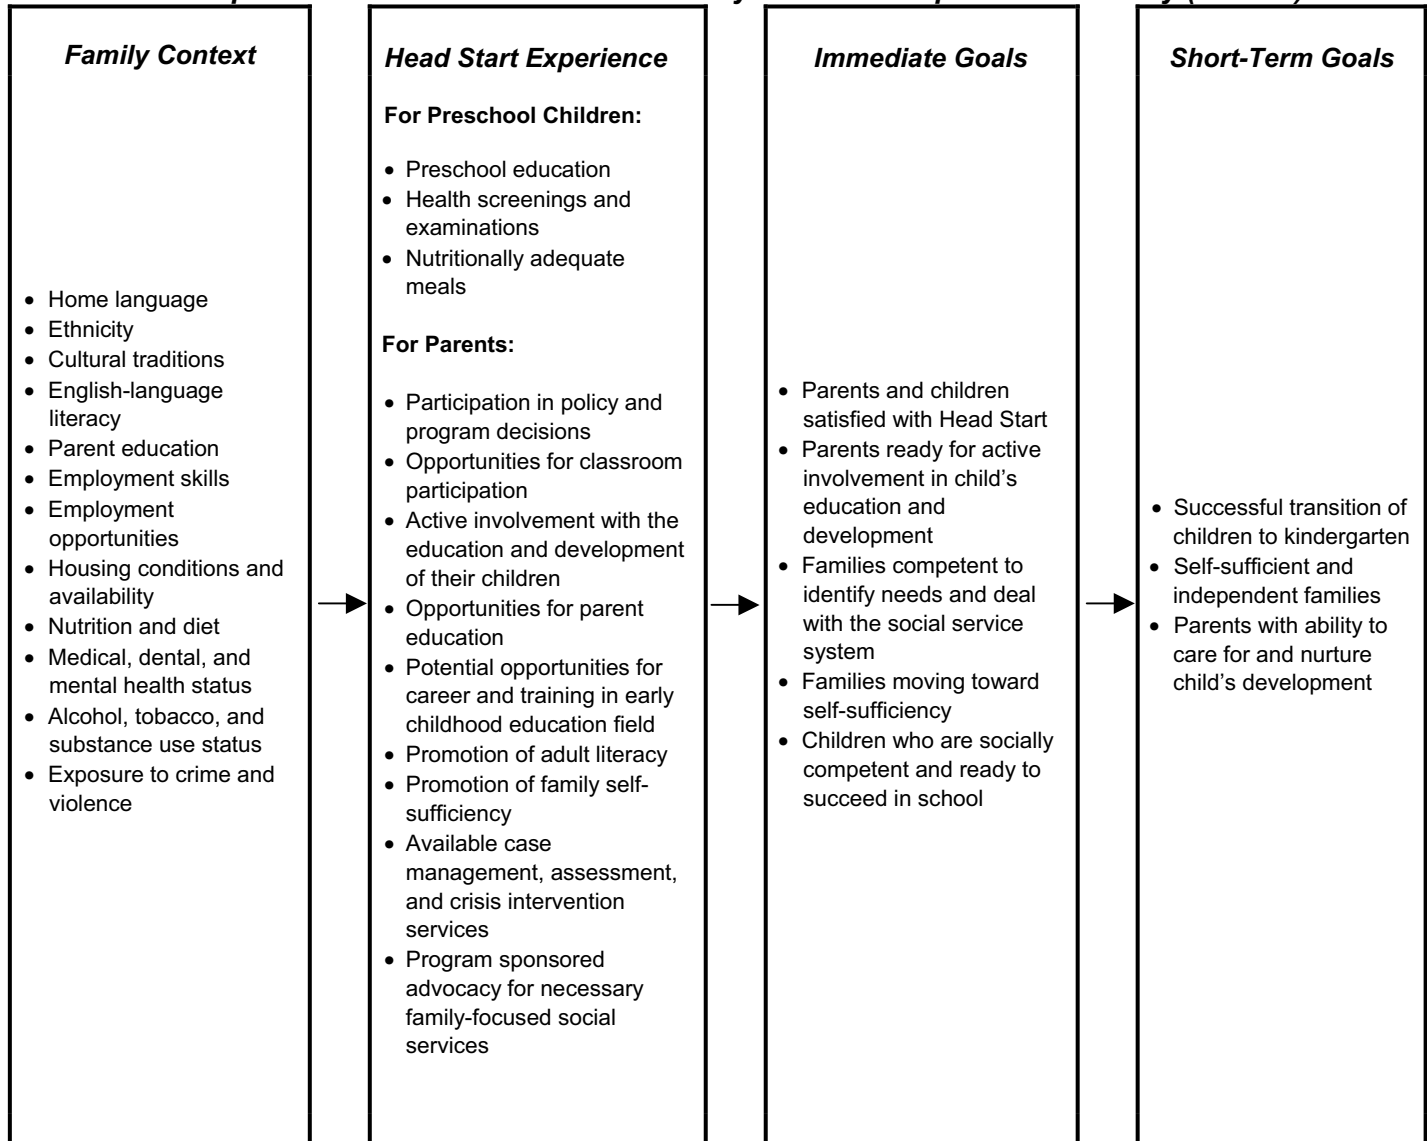 Family Context
• Home language
• Ethnicity
• Cultural traditions
• English-language
literacy
• Parent education
• Employment skills
• Employment
opportunities
• Housing conditions and
availability
• Nutrition and diet
• Medical, dental, and
mental health status
• Alcohol, tobacco, and
substance use status
• Exposure to crime and
violence
Head Start Experience
For Preschool Children:
• Preschool education
• Health screenings and
examinations
• Nutritionally adequate
meals
For Parents:
• Participation in policy and
program decisions
• Opportunities for classroom
participation
• Active involvement with the
education and development
of their children
• Opportunities for parent
education
• Potential opportunities for
career and training in early
childhood education field
• Promotion of adult literacy
• Promotion of family self-
sufficiency
• Available case
management, assessment,
and crisis intervention
services
• Program sponsored
advocacy for necessary
family-focused social
services
Immediate Goals
• Parents and children
satisfied with Head Start
• Parents ready for active
involvement in child's
education and
development
• Families competent to
identify needs and deal
with the social service
system
• Families moving toward
self-sufficiency
• Children who are socially
competent and ready to
succeed in school
Short-Term Goals
• Successful transition of
children to kindergarten
• Self-sufficient and
independent families
• Parents with ability to
care for and nurture
child's development